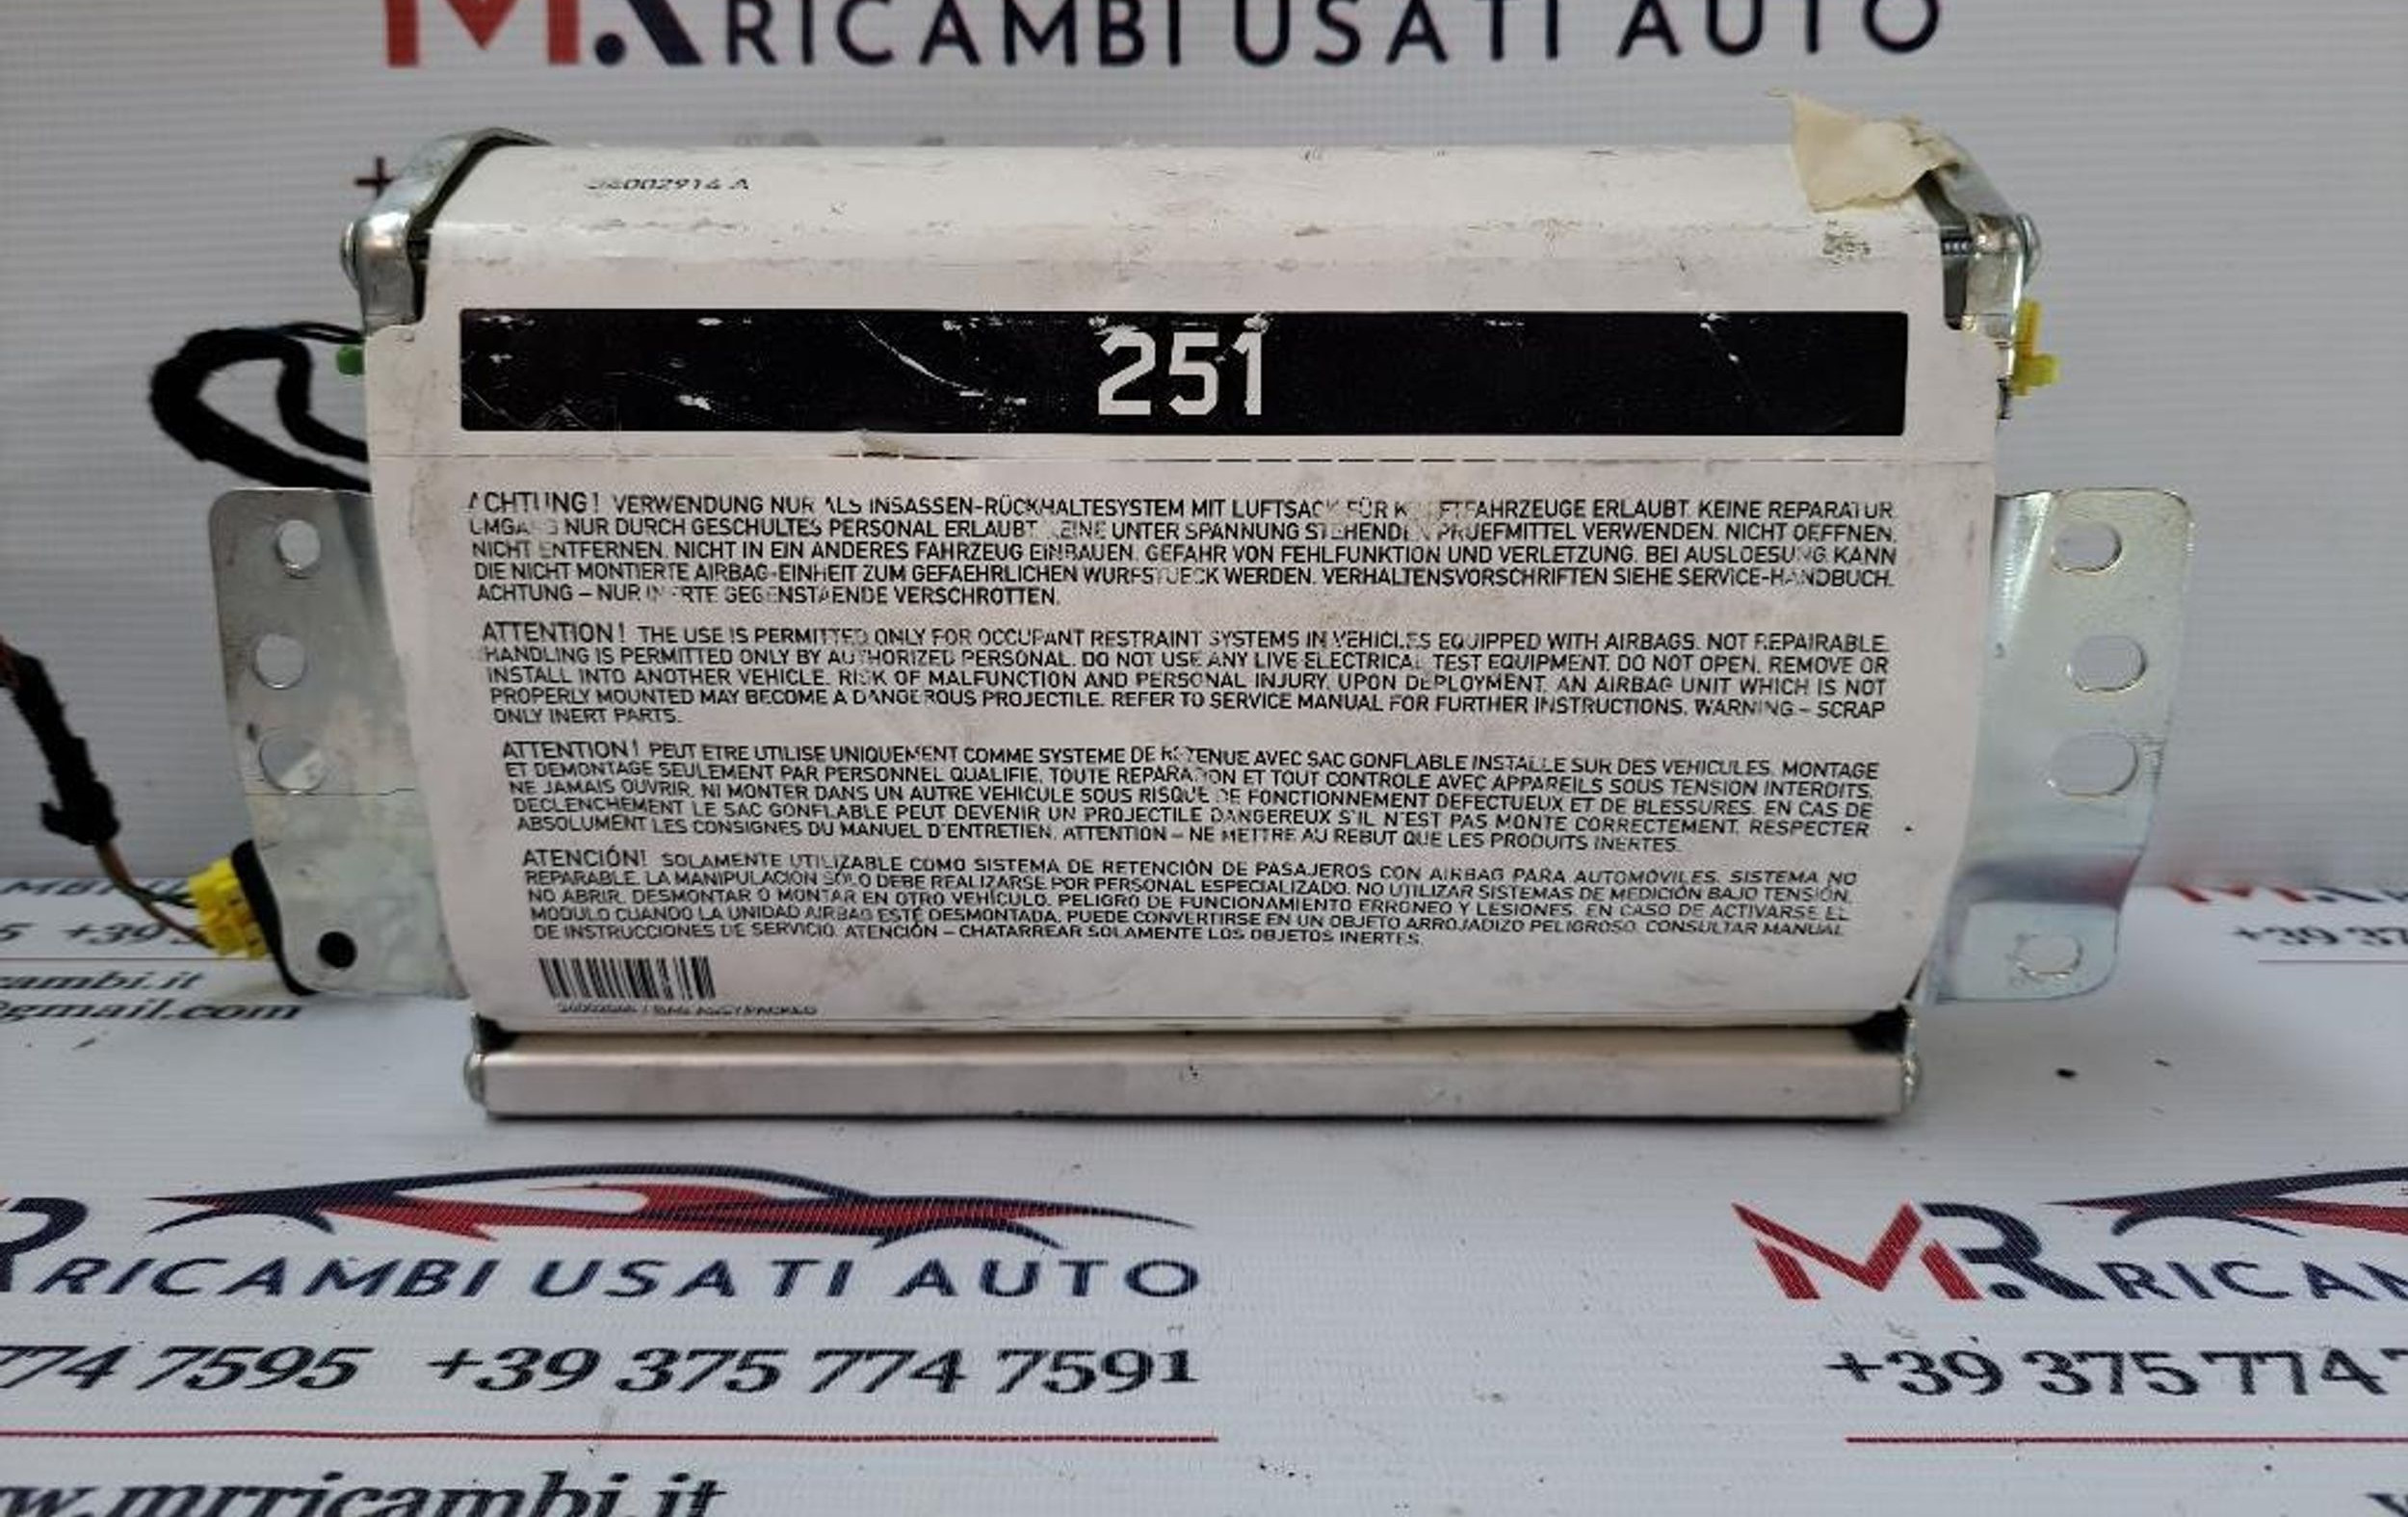 RICAMBI USATI AUTO
251
ACHTUNG! VERWENDUNG NUR ALS INSASSEN-RÜCKHALTESYSTEM MIT LUFTSACK FÜR KRAFTFAHRZEUGE ERLAUBT. KEINE REPARATUR.
UMGANG NUR DURCH GESCHULTES PERSONAL ERLAUBT. KEINE UNTER SPANNUNG STEHENDEN PRUEFMITTEL VERWENDEN. NICHT OEFFNEN.
NICHT ENTFERNEN. NICHT IN EIN ANDERES FAHRZEUG EINBAUEN. GEFAHR VON FEHLFUNKTION UND VERLETZUNG. BEI AUSLOESUNG KANN
DIE NICHT MONTIERTE AIRBAG-EINHEIT ZUM GEFAEHRLICHEN WURFSTUECK WERDEN. VERHALTENSVORSCHRIFTEN SIEHE SERVICE-HANDBUCH.
ACHTUNG – NUR INERTE GEGENSTAENDE VERSCHROTTEN.
ATTENTION! THE USE IS PERMITTED ONLY FOR OCCUPANT RESTRAINT SYSTEMS IN VEHICLES EQUIPPED WITH AIRBAGS. NOT REPAIRABLE.
HANDLING IS PERMITTED ONLY BY AUTHORIZED PERSONAL. DO NOT USE ANY LIVE ELECTRICAL TEST EQUIPMENT. DO NOT OPEN, REMOVE OR
INSTALL INTO ANOTHER VEHICLE. RISK OF MALFUNCTION AND PERSONAL INJURY. UPON DEPLOYMENT, AN AIRBAG UNIT WHICH IS NOT
PROPERLY MOUNTED MAY BECOME A DANGEROUS PROJECTILE. REFER TO SERVICE MANUAL FOR FURTHER INSTRUCTIONS. WARNING – SCRAP
ONLY INERT PARTS.
ATTENTION! PEUT ETRE UTILISE UNIQUEMENT COMME SYSTEME DE RETENUE AVEC SAC GONFLABLE INSTALLE SUR DES VEHICULES. MONTAGE
ET DEMONTAGE SEULEMENT PAR PERSONNEL QUALIFIE. TOUTE REPARATION ET TOUT CONTROLE AVEC APPAREILS SOUS TENSION INTERDITS.
NE JAMAIS OUVRIR, NI MONTER DANS UN AUTRE VEHICULE SOUS RISQUE DE FONCTIONNEMENT DEFECTUEUX ET DE BLESSURES. EN CAS DE
DECLENCHEMENT LE SAC GONFLABLE PEUT DEVENIR UN PROJECTILE DANGEREUX S'IL N'EST PAS MONTE CORRECTEMENT. RESPECTER
ABSOLUMENT LES CONSIGNES DU MANUEL D'ENTRETIEN. ATTENTION – NE METTRE AU REBUT QUE LES PRODUITS INERTES.
ATENCIÓN! SOLAMENTE UTILIZABLE COMO SISTEMA DE RETENCIÓN DE PASAJEROS CON AIRBAG PARA AUTOMÓVILES. SISTEMA NO
REPARABLE. LA MANIPULACIÓN SÓLO DEBE REALIZARSE POR PERSONAL ESPECIALIZADO. NO UTILIZAR SISTEMAS DE MEDICIÓN BAJO TENSIÓN.
NO ABRIR, DESMONTAR O MONTAR EN OTRO VEHÍCULO. PELIGRO DE FUNCIONAMIENTO ERRONEO Y LESIONES. EN CASO DE ACTIVARSE EL
MODULO CUANDO LA UNIDAD AIRBAG ESTÉ DESMONTADA, PUEDE CONVERTIRSE EN UN OBJETO ARROJADIZO PELIGROSO. CONSULTAR MANUAL
DE INSTRUCCIONES DE SERVICIO. ATENCIÓN – CHATARREAR SOLAMENTE LOS OBJETOS INERTES.
MR RICAMBI USATI AUTO
774 7595 +39 375 774 7591
+39 375 774
www.mrricambi.it